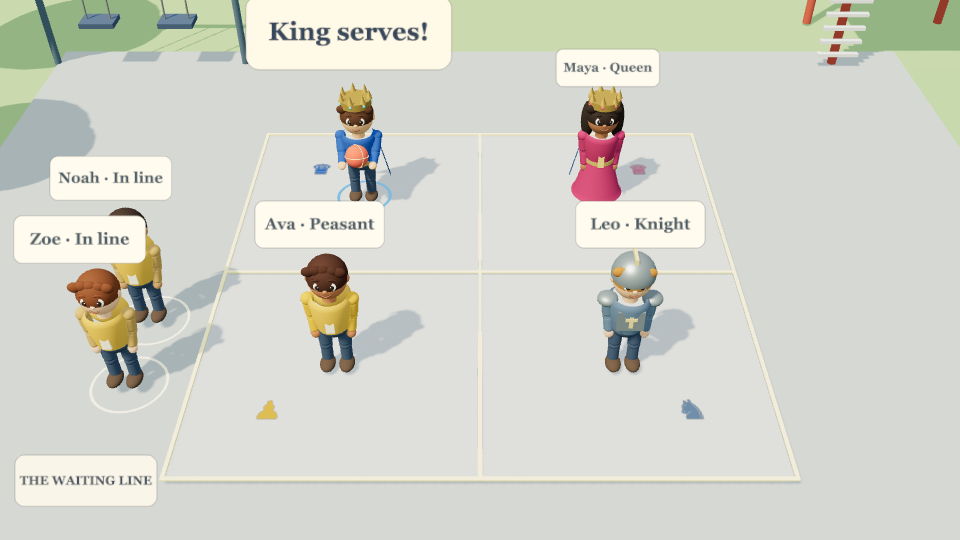 King serves!
Maya · Queen
Noah · In line
Zoe · In line
Ava · Peasant
Leo · Knight
THE WAITING LINE